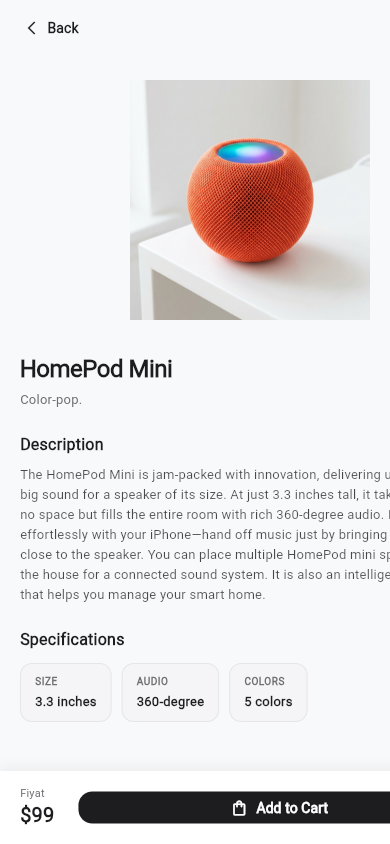 Back
HomePod Mini
Color-pop.
Description
The HomePod Mini is jam-packed with innovation, delivering
big sound for a speaker of its size. At just 3.3 inches tall, it
no space but fills the entire room with rich 360-degree audio.
effortlessly with your iPhone—hand off music just by bringing
close to the speaker. You can place multiple HomePod mini
the house for a connected sound system. It is also an
that helps you manage your smart home.
Specifications
SIZE AUDIO COLORS
3.3 inches 360-degree 5 colors
Fiyat
$99 Add to Cart